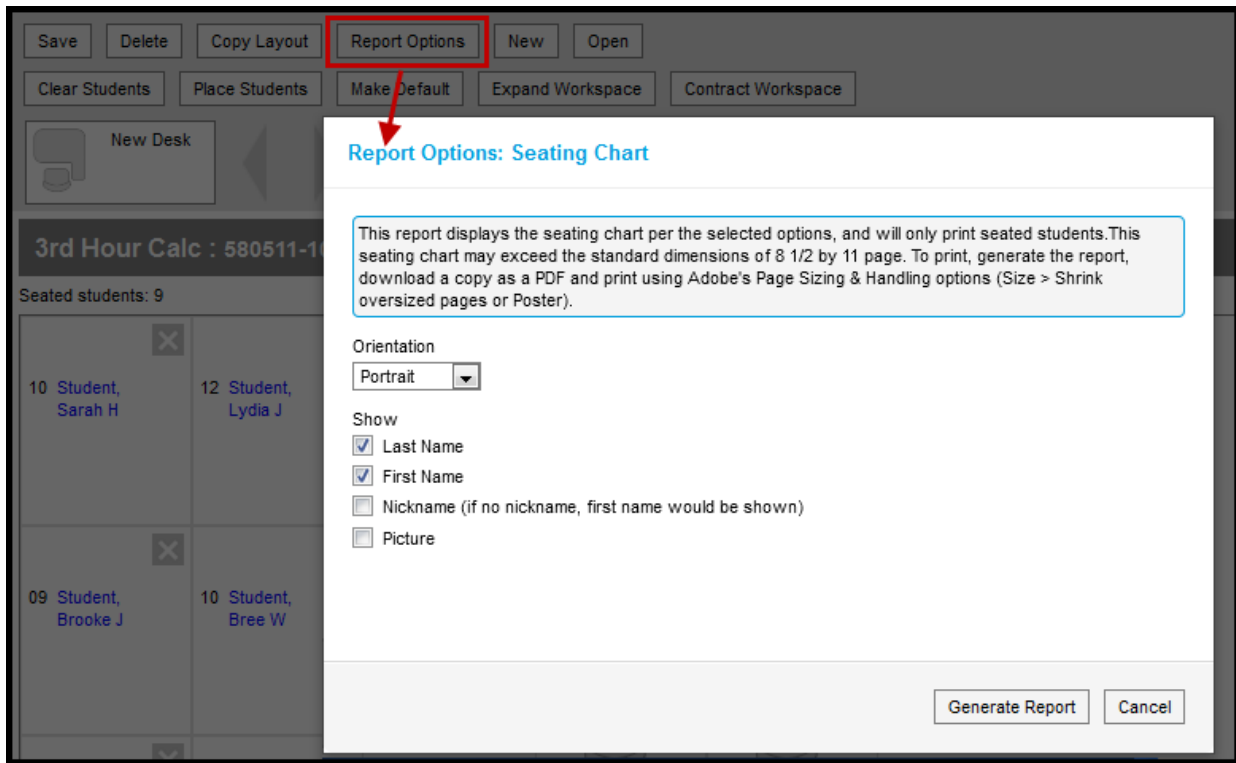 Save Delete Copy Layout Report Options New Open
Clear Students Place Students Make Default Expand Workspace Contract Workspace
New Desk
Report Options: Seating Chart
This report displays the seating chart per the selected options, and will only print seated students.This
seating chart may exceed the standard dimensions of 8 1/2 by 11 page. To print, generate the report,
download a copy as a PDF and print using Adobe's Page Sizing & Handling options (Size > Shrink
oversized pages or Poster).
3rd Hour Calc : 580511-10
Seated students: 9
Orientation
Portrait
10 Student,
Sarah H
12 Student,
Lydia J
Show
Last Name
First Name
Nickname (if no nickname, first name would be shown)
Picture
09 Student,
Brooke J
10 Student,
Bree W
Generate Report Cancel